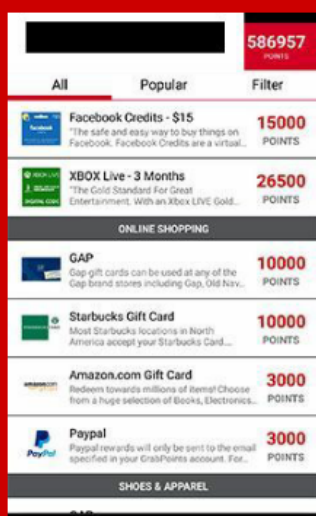 586957
POINTS
All Popular Filter
Facebook Credits - $15
"The safe and easy way to buy things on
Facebook. Facebook Credits are a virtual...
15000
POINTS
XBOX Live - 3 Months
"The Gold Standard For Great
Entertainment. With an Xbox LIVE Gold...
26500
POINTS
ONLINE SHOPPING
GAP
Gap gift cards can be used at any of the
Gap brand stores including Gap, Old Nav...
10000
POINTS
Starbucks Gift Card
Most Starbucks locations in North
America accept your Starbucks Card....
10000
POINTS
Amazon.com Gift Card
Redeem towards millions of items! Choose
from a huge selection of Books, Electronics...
3000
POINTS
PayPal
Paypal
Paypal rewards will only be sent to the email
specified in your GrabPoints account. For...
3000
POINTS
SHOES & APPAREL